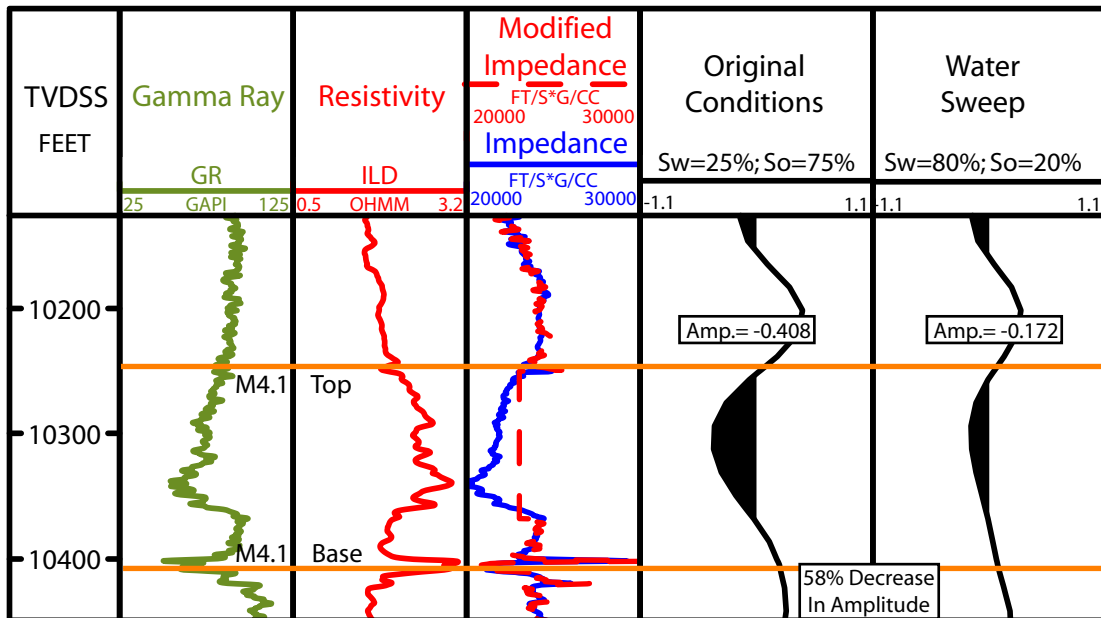 TVDSS
FEET
Gamma Ray
GR
25 GAPI 125
Resistivity
ILD
0.5 OHMM 3.2
Modified
Impedance
FT/S*G/CC
20000 30000
Impedance
FT/S*G/CC
20000 30000
Original
Conditions
Sw=25%; So=75%
-1.1 1.1
Water
Sweep
Sw=80%; So=20%
-1.1 1.1
10200
Amp.= -0.408
Amp.= -0.172
M4.1 Top
10300
10400
M4.1 Base
58% Decrease
In Amplitude